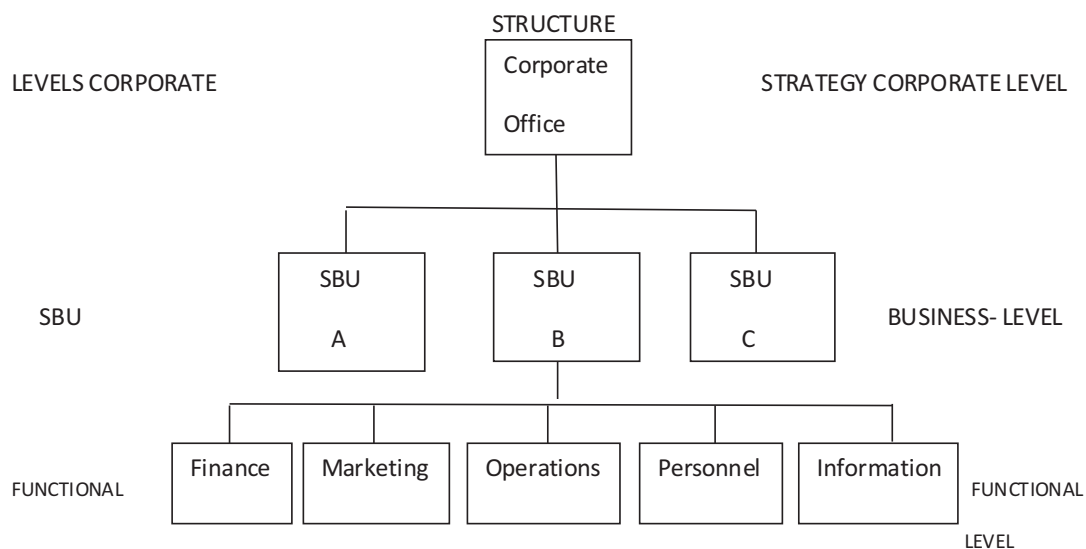 STRUCTURE
LEVELS CORPORATE
Corporate
Office
STRATEGY CORPORATE LEVEL
SBU
SBU
A
SBU
B
SBU
C
BUSINESS- LEVEL
FUNCTIONAL
Finance
Marketing
Operations
Personnel
Information
FUNCTIONAL
LEVEL